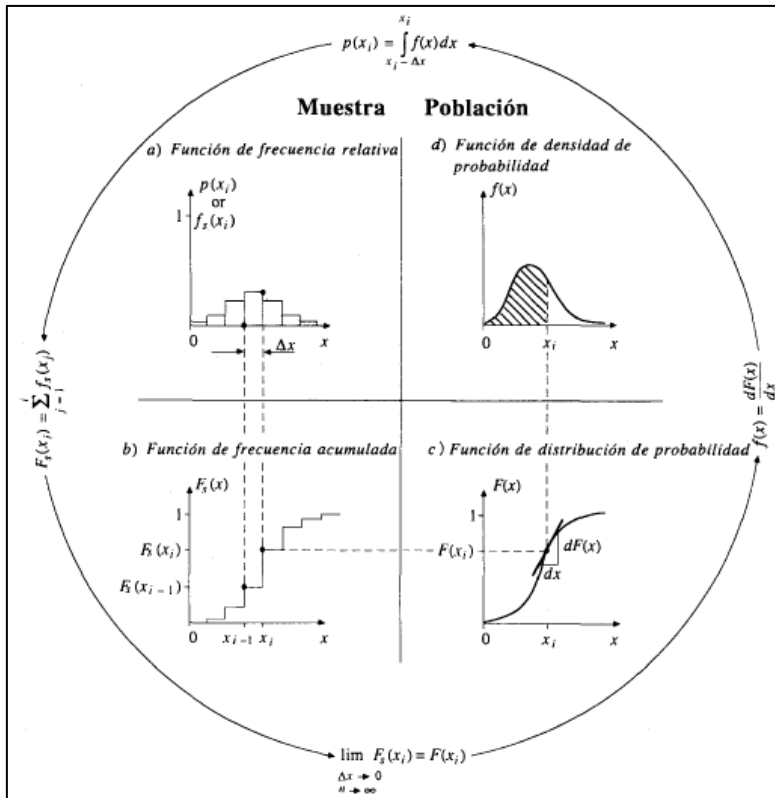 p(x_i) = ∫_{x_i − Δx}^{x_i} f(x)dx
Muestra Población
a) Función de frecuencia relativa
p(x_i)
or
f_s(x_i)
1
0
x
Δx
d) Función de densidad de
probabilidad
f(x)
0
x_i
x
F_s(x_i) = Σ_{j − 1}^{i} f_s(x_j)
f(x) = dF(x)/dx
b) Función de frecuencia acumulada
F_s(x)
1
F_s(x_i)
F_s(x_{i−1})
0
x_{i−1}
x_i
x
c) Función de distribución de probabilidad
F(x)
1
F(x_i)
dF(x)
dx
0
x_i
x
lim F_s(x_i) = F(x_i)
Δx → 0
n → ∞